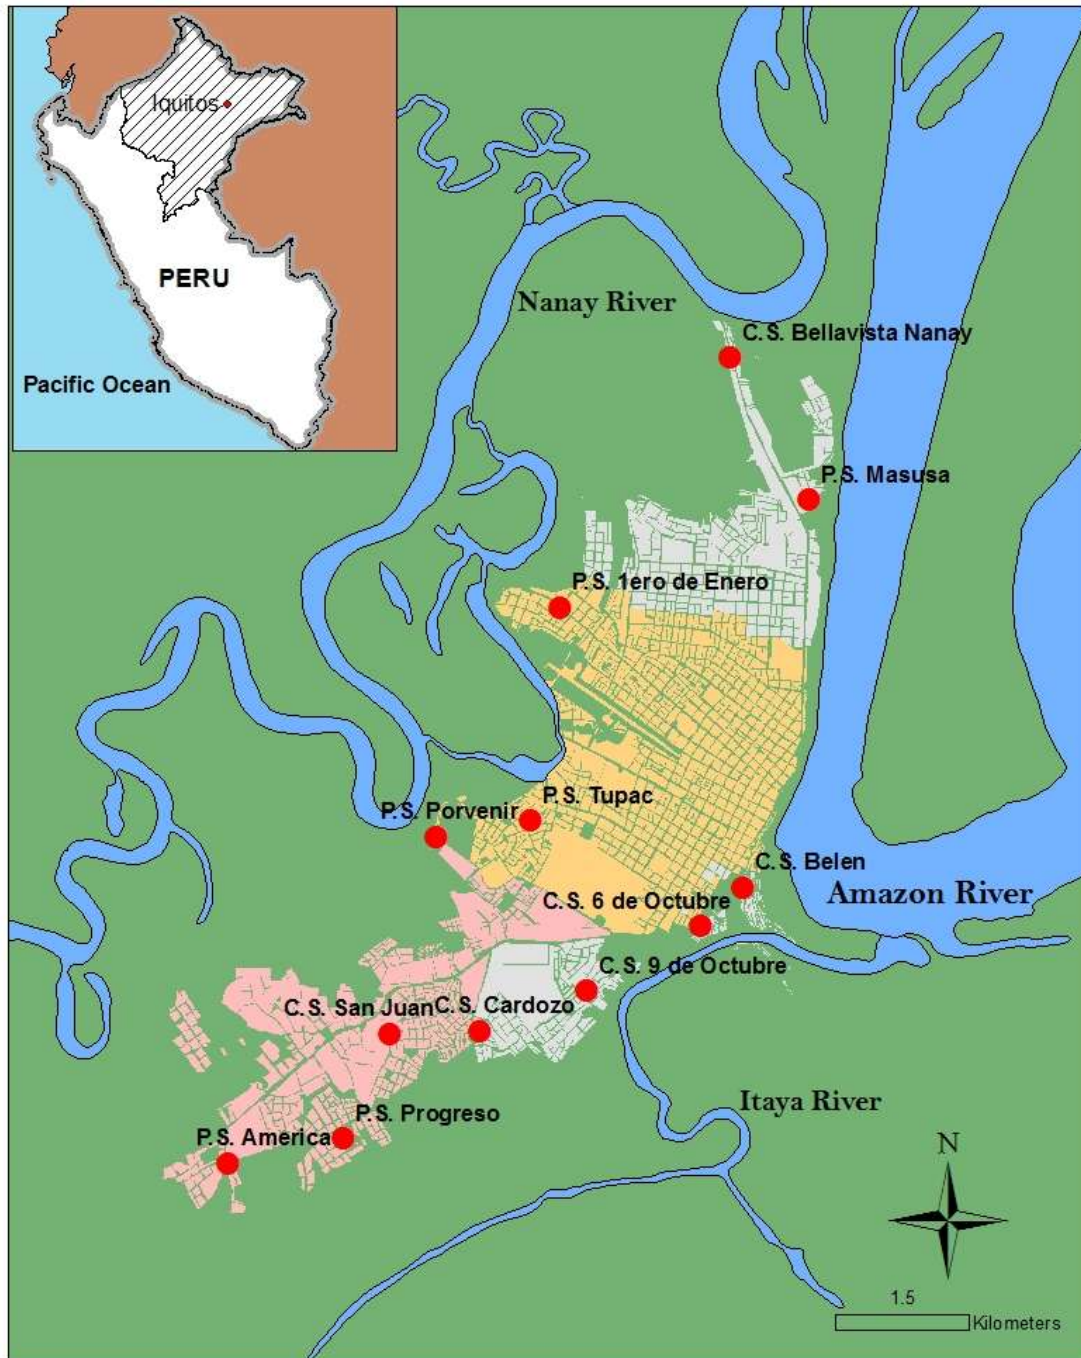 Iquitos
PERU
Pacific Ocean
Nanay River
C.S. Bellavista Nanay
P.S. Masusa
P.S. 1ero de Enero
P.S. Tupac
P.S. Porvenir
C.S. Belen
Amazon River
C.S. 6 de Octubre
C.S. 9 de Octubre
C.S. San Juan
C.S. Cardozo
Itaya River
P.S. Progreso
P.S. America
N
1.5
Kilometers